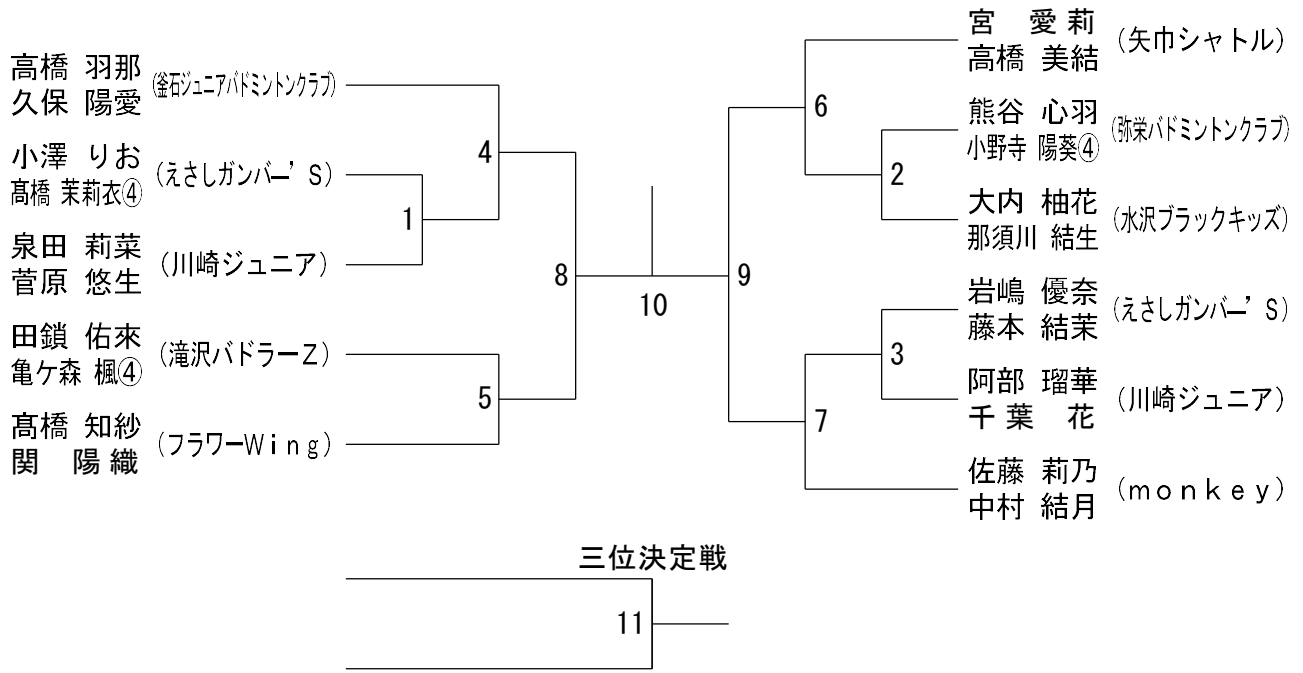 高橋 羽那
久保 陽愛
(釜石ジュニアバドミントンクラブ)
小澤 りお
髙橋 茉莉衣④
(えさしガンバー’S)
泉田 莉菜
菅原 悠生
(川崎ジュニア)
田鎖 佑來
亀ケ森 楓④
(滝沢バドラーZ)
髙橋 知紗
関 陽織
(フラワーWing)
1
4
5
8
10
9
6
2
3
7
宮 愛莉
高橋 美結
(矢巾シャトル)
熊谷 心羽
小野寺 陽葵④
(弥栄バドミントンクラブ)
大内 柚花
那須川 結生
(水沢ブラックキッズ)
岩嶋 優奈
藤本 結茉
(えさしガンバー’S)
阿部 瑠華
千葉 花
(川崎ジュニア)
佐藤 莉乃
中村 結月
(monkey)
三位決定戦
11